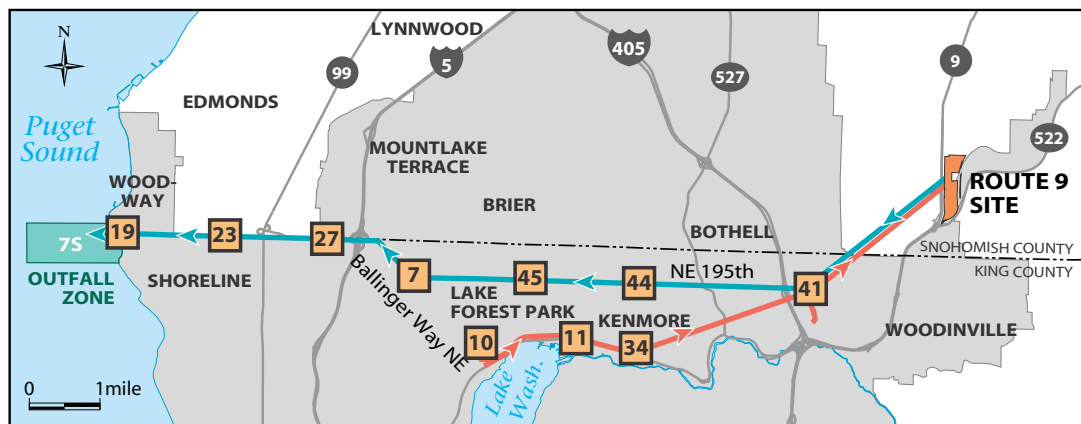 N
LYNNWOOD
5
405
99
527
9
522
EDMONDS
Puget
Sound
MOUNTLAKE
TERRACE
WOOD-
WAY
BRIER
ROUTE 9
SITE
BOTHELL
19
23
27
7S
SNOHOMISH COUNTY
KING COUNTY
OUTFALL
ZONE
SHORELINE
7
45
44
NE 195th
41
Ballinger Way NE
LAKE
FOREST PARK
KENMORE
WOODINVILLE
10
11
34
Lake
Wash.
0 1mile